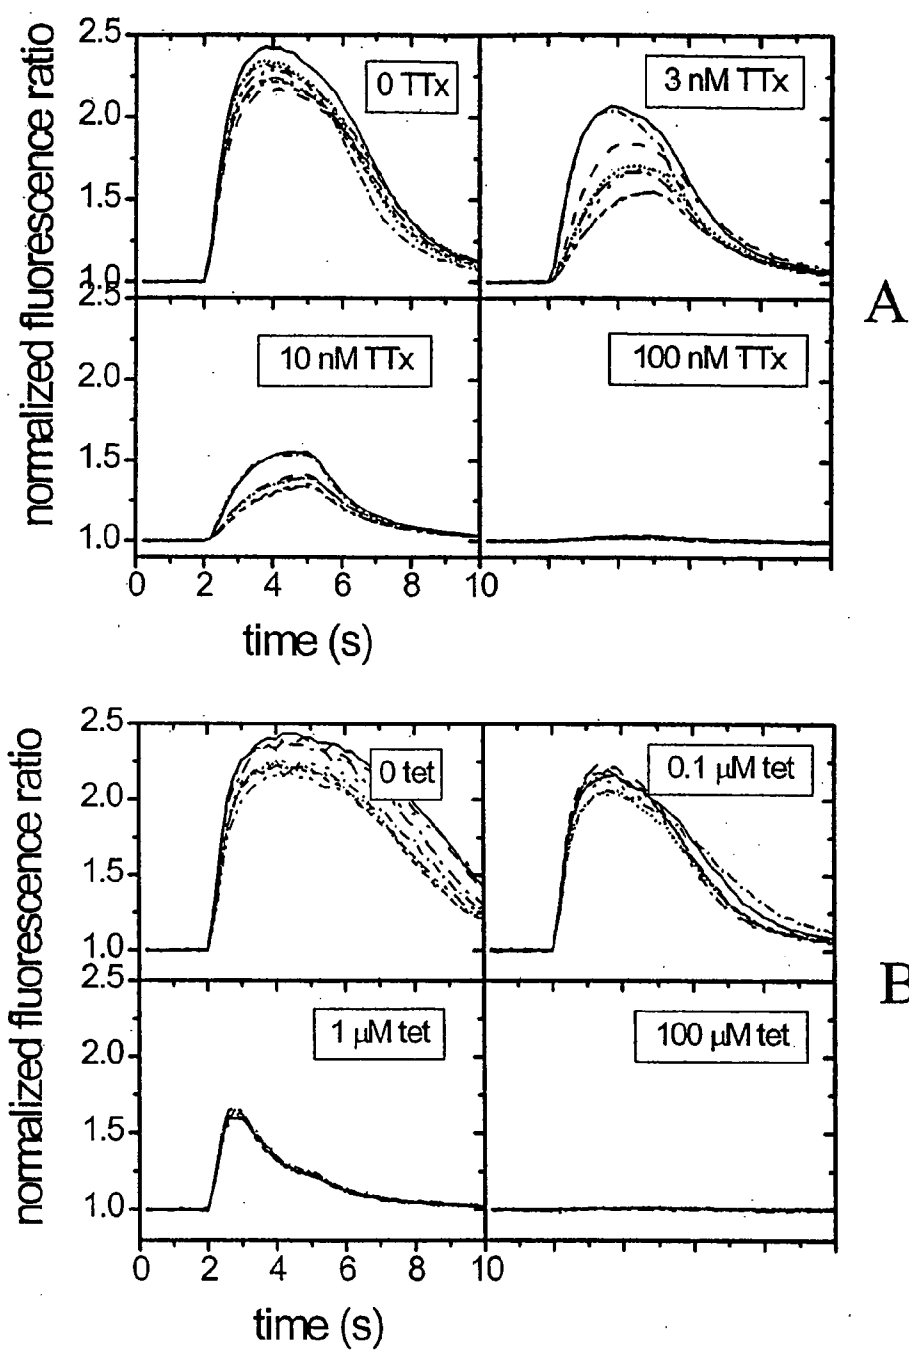 normalized fluorescence ratio
2.5
2.0
1.5
1.0
0 TTx
3 nM TTx
A
2.5
2.0
1.5
1.0
10 nM TTx
100 nM TTx
0 2 4 6 8 10
time (s)
normalized fluorescence ratio
2.5
2.0
1.5
1.0
0 tet
0.1 µM tet
B
2.5
2.0
1.5
1.0
1 µM tet
100 µM tet
0 2 4 6 8 10
time (s)